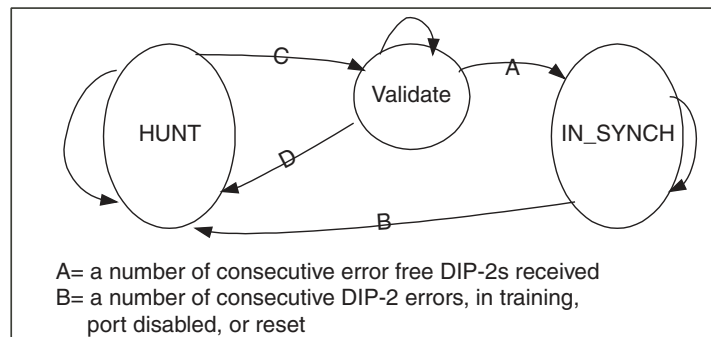 C
A
Validate
HUNT
IN_SYNCH
D
B
A= a number of consecutive error free DIP-2s received
B= a number of consecutive DIP-2 errors, in training,
port disabled, or reset